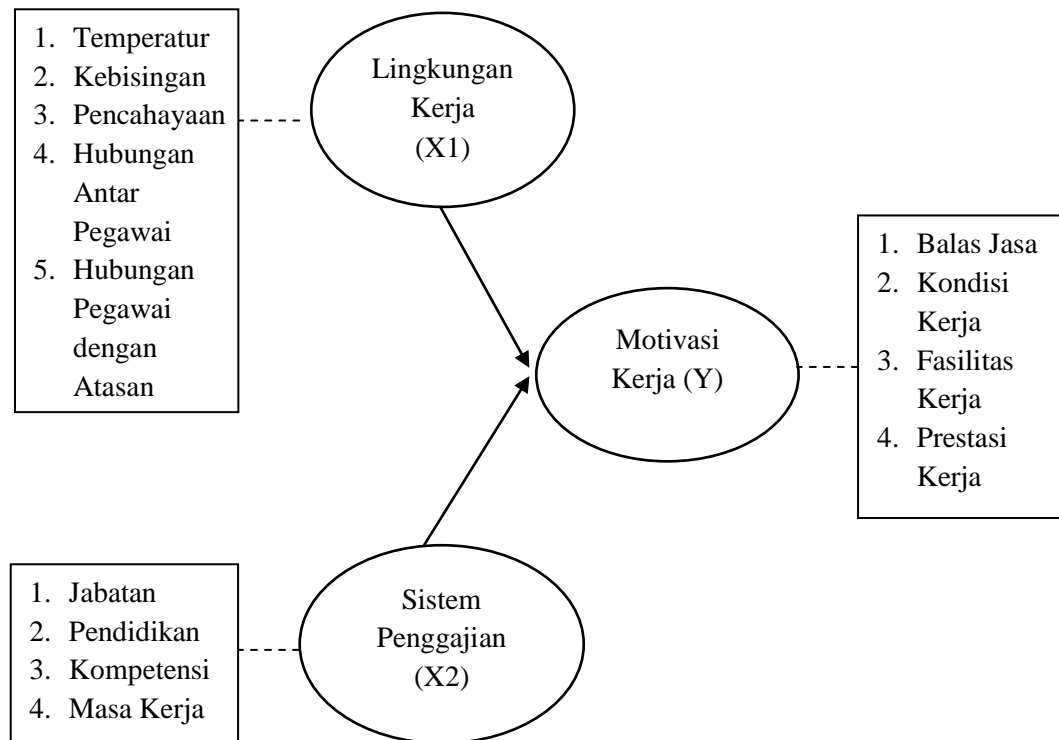 1. Temperatur
2. Kebisingan
3. Pencahayaan
4. Hubungan
Antar
Pegawai
5. Hubungan
Pegawai
dengan
Atasan
Lingkungan
Kerja
(X1)
Motivasi
Kerja (Y)
1. Balas Jasa
2. Kondisi
Kerja
3. Fasilitas
Kerja
4. Prestasi
Kerja
1. Jabatan
2. Pendidikan
3. Kompetensi
4. Masa Kerja
Sistem
Penggajian
(X2)